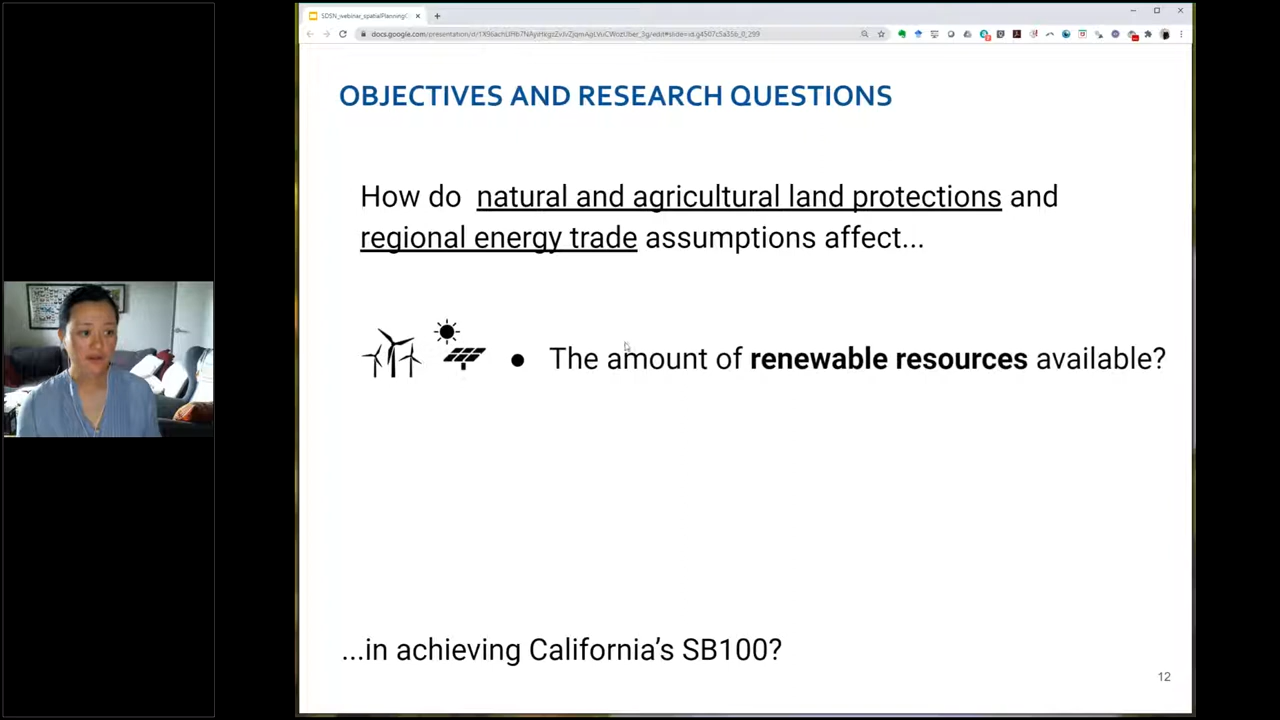 SDSN_webinar_spatialPlanning
OBJECTIVES AND RESEARCH QUESTIONS
How do natural and agricultural land protections and
regional energy trade assumptions affect...
● The amount of renewable resources available?
...in achieving California's SB100?
12